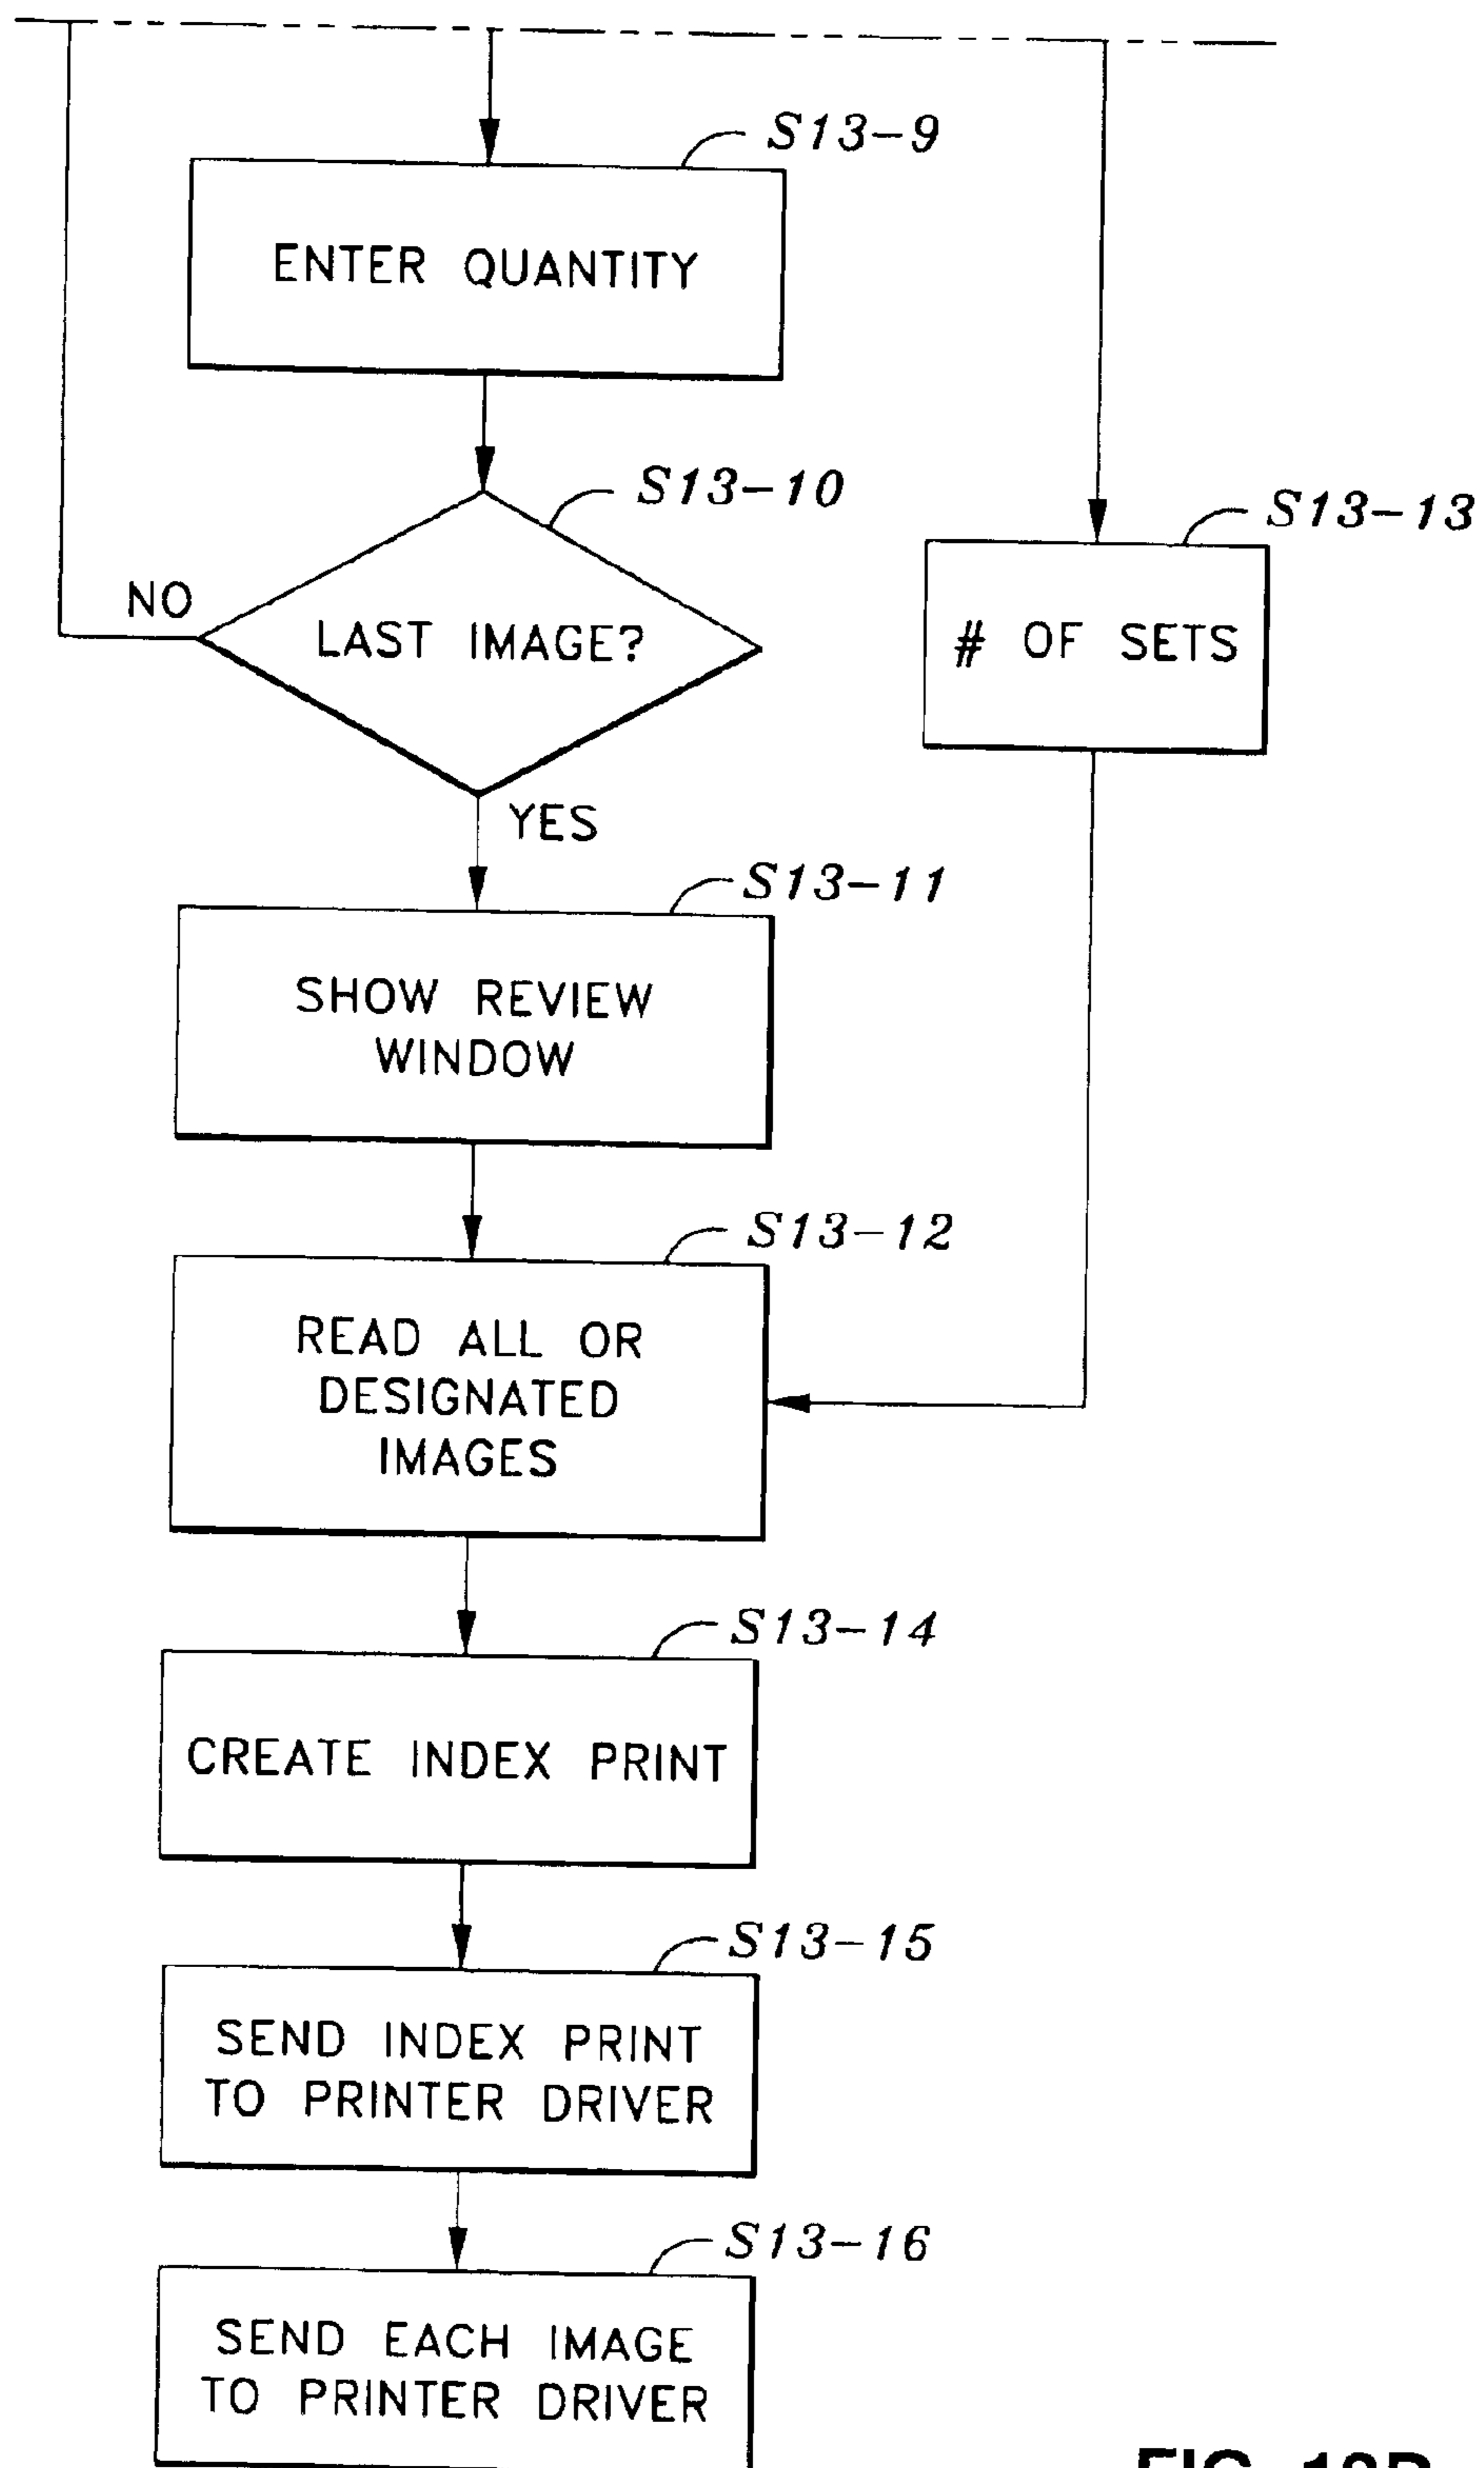 S13-9
ENTER QUANTITY
S13-10
LAST IMAGE?
NO
YES
S13-13
# OF SETS
S13-11
SHOW REVIEW
WINDOW
S13-12
READ ALL OR
DESIGNATED
IMAGES
S13-14
CREATE INDEX PRINT
S13-15
SEND INDEX PRINT
TO PRINTER DRIVER
S13-16
SEND EACH IMAGE
TO PRINTER DRIVER